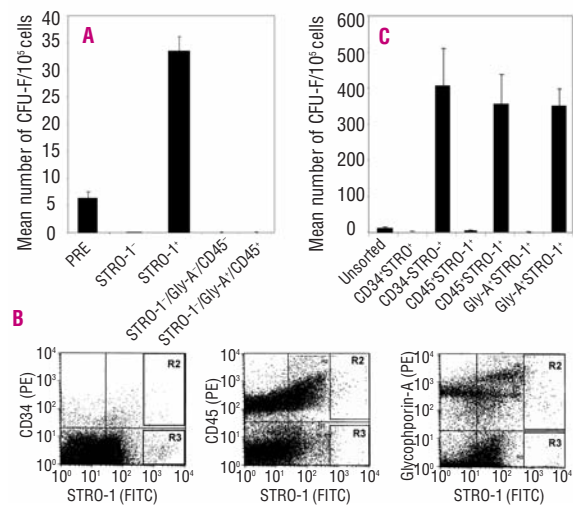 A
Mean number of CFU-F/10⁵ cells
40
35
30
25
20
15
10
5
0
PRE
STRO-1⁻
STRO-1⁺
STRO-1⁻/Gly-A⁻/CD45⁻
STRO-1⁻/Gly-A⁺/CD45⁺
C
Mean number of CFU-F/10⁵ cells
600
500
400
300
200
100
0
Unsorted
CD34⁺STRO⁺
CD34⁻STRO⁻⁺
CD45⁺STRO-1⁺
CD45⁻STRO-1⁺
Gly-A⁺STRO-1⁺
Gly-A⁻STRO-1⁺
B
CD34 (PE)
10⁴
10³
10²
10¹
10⁰
R2
R3
10⁰ 10¹ 10² 10³ 10⁴
STRO-1 (FITC)
CD45 (PE)
10⁴
10³
10²
10¹
10⁰
R2
R3
10⁰ 10¹ 10² 10³ 10⁴
STRO-1 (FITC)
Glycophporin-A (PE)
10⁴
10³
10²
10¹
10⁰
R2
R3
10⁰ 10¹ 10² 10³ 10⁴
STRO-1 (FITC)